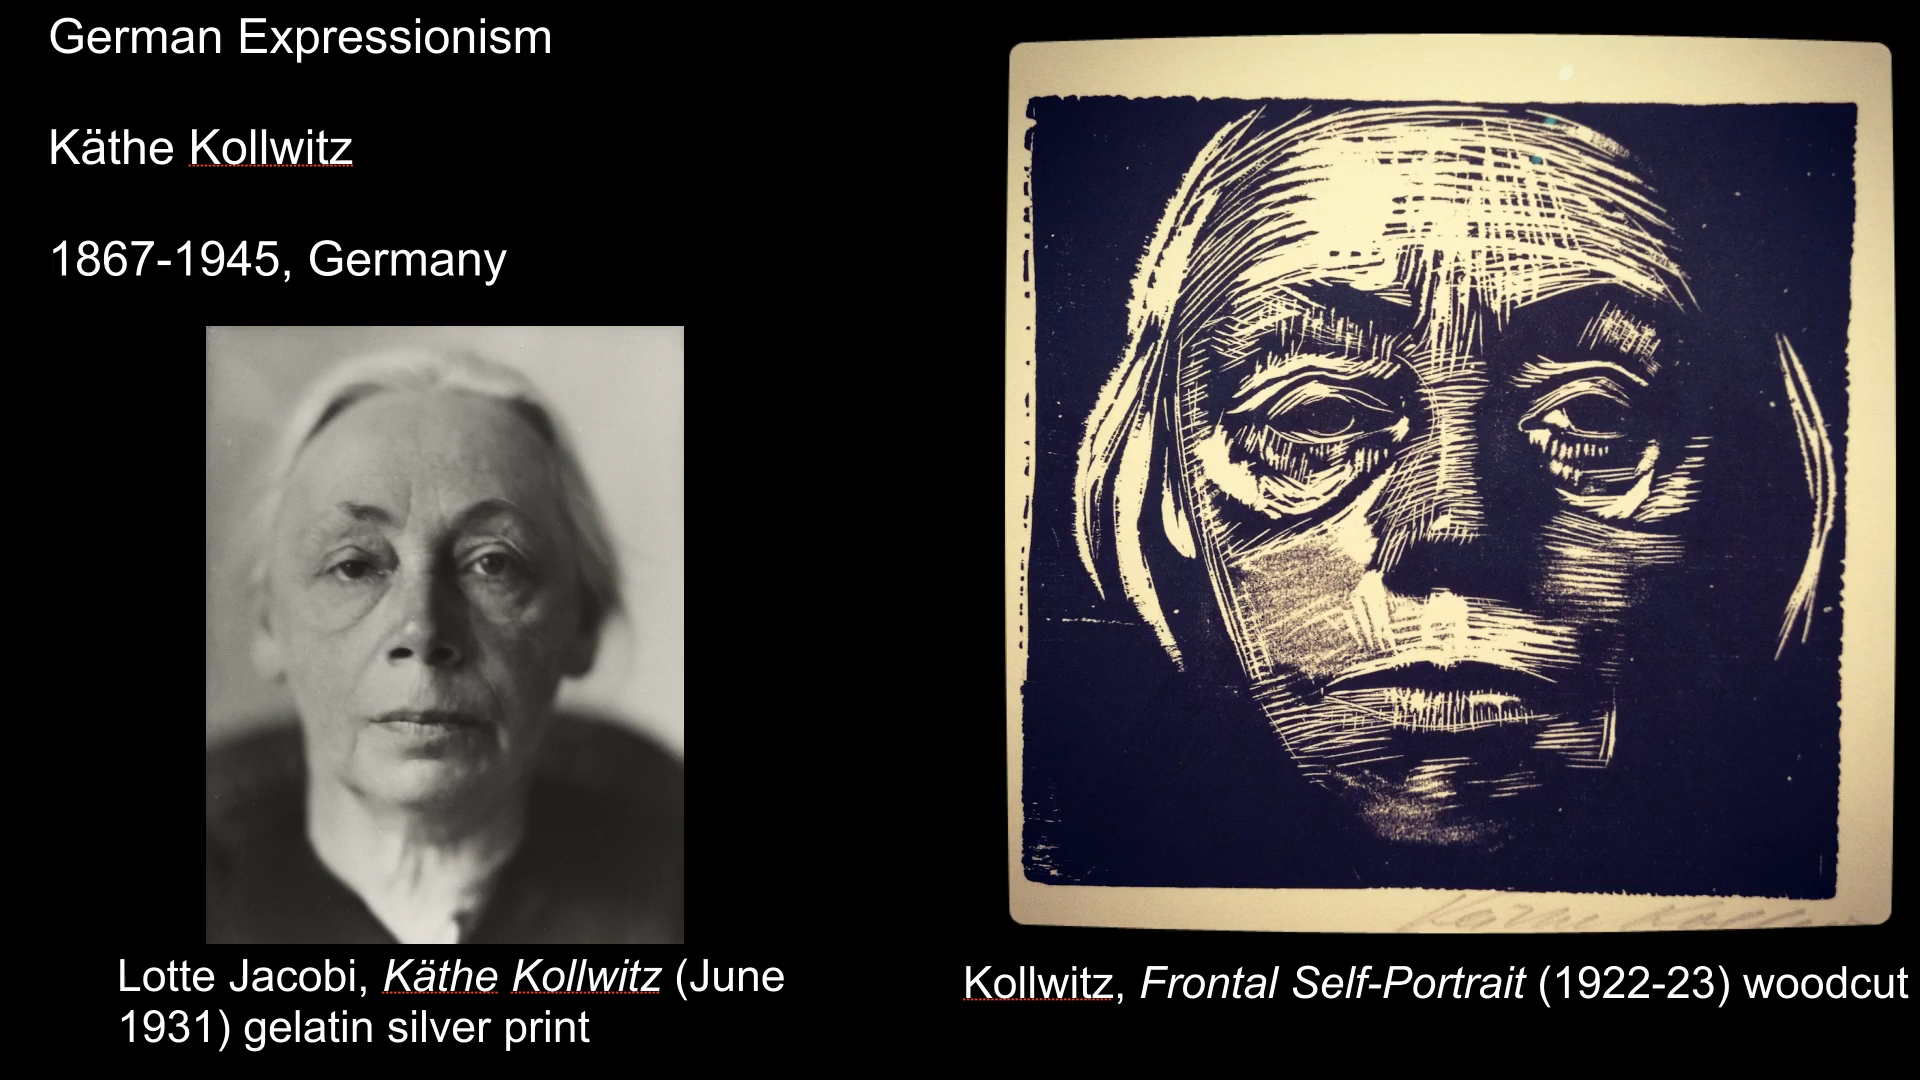 German Expressionism
Käthe Kollwitz
1867-1945, Germany
Lotte Jacobi, Käthe Kollwitz (June
1931) gelatin silver print
Kollwitz, Frontal Self-Portrait (1922-23) woodcut